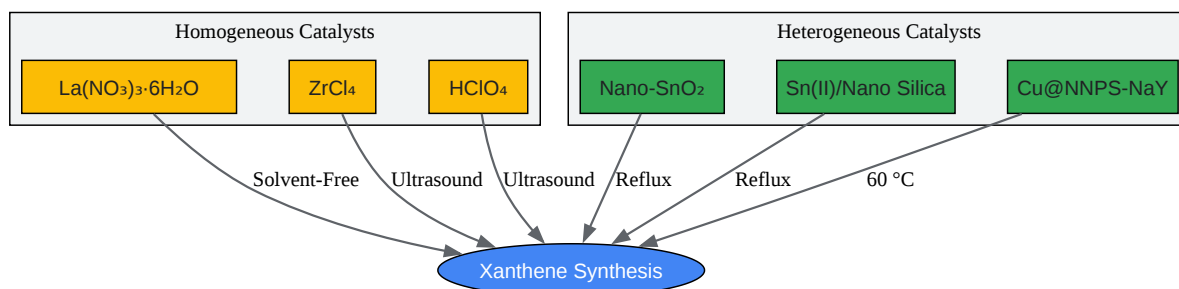 Homogeneous Catalysts
Heterogeneous Catalysts
La(NO₃)₃·6H₂O
ZrCl₄
HClO₄
Nano-SnO₂
Sn(II)/Nano Silica
Cu@NNPS-NaY
Solvent-Free
Ultrasound
Ultrasound
Reflux
Reflux
60 °C
Xanthene Synthesis